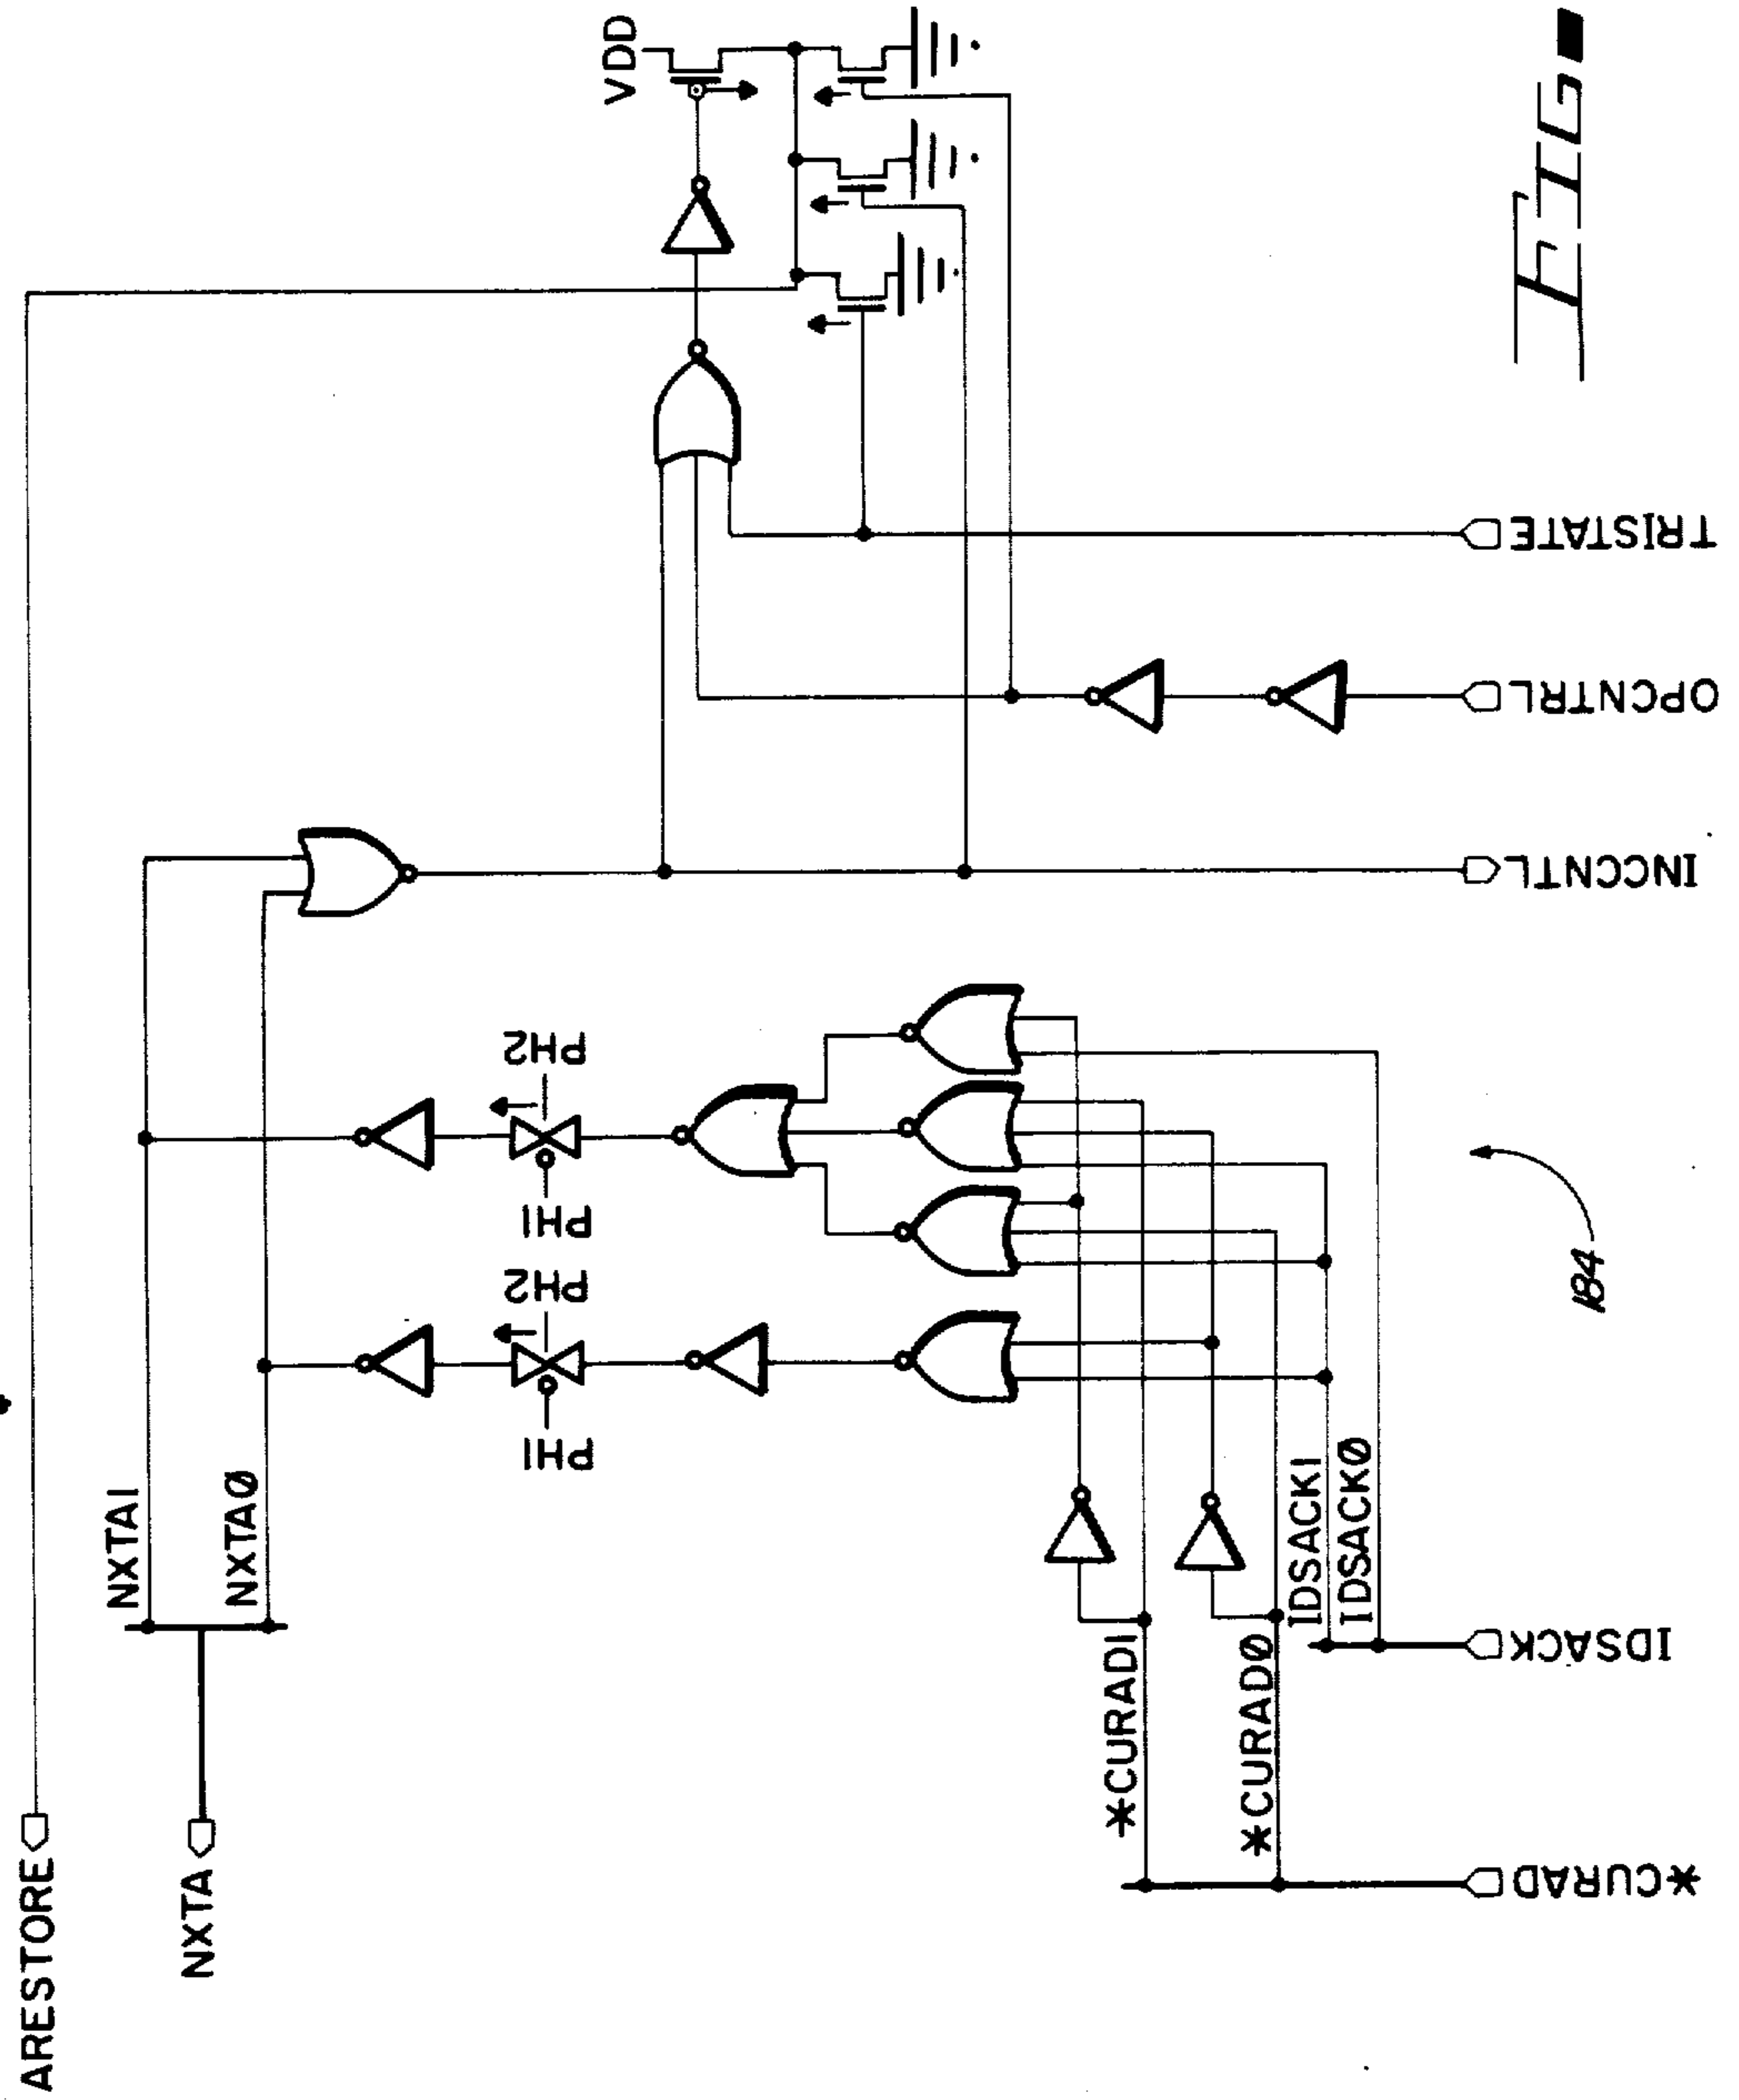 ARESTORE
NXTA
NXTA1
NXTA0
VDD
PH2
PH1
PH2
PH1
*CURAD1
*CURAD0
IDSACK1
IDSACK0
*CURAD
IDSACK
INCCNTL
OPCNTRL
TRISTATE
184
FIG